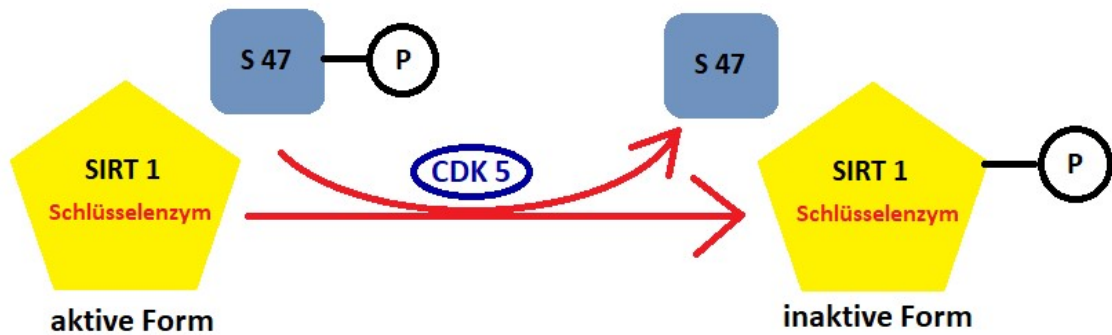 S 47
P
S 47
SIRT 1
Schlüsselenzym
CDK 5
SIRT 1
Schlüsselenzym
P
aktive Form
inaktive Form